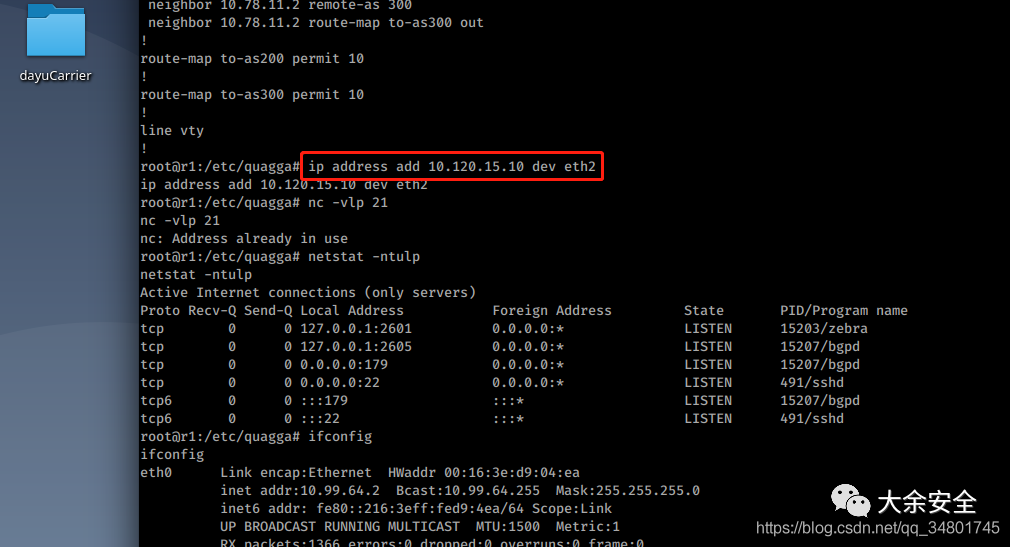 dayuCarrier
neighbor 10.78.11.2 remote-as 300
neighbor 10.78.11.2 route-map to-as300 out
!
route-map to-as200 permit 10
!
route-map to-as300 permit 10
!
line vty
!
root@r1:/etc/quagga# ip address add 10.120.15.10 dev eth2
ip address add 10.120.15.10 dev eth2
root@r1:/etc/quagga# nc -vlp 21
nc -vlp 21
nc: Address already in use
root@r1:/etc/quagga# netstat -ntulp
netstat -ntulp
Active Internet connections (only servers)
Proto Recv-Q Send-Q Local Address Foreign Address State PID/Program name
tcp 0 0 127.0.0.1:2601 0.0.0.0:* LISTEN 15203/zebra
tcp 0 0 127.0.0.1:2605 0.0.0.0:* LISTEN 15207/bgpd
tcp 0 0 0.0.0.0:179 0.0.0.0:* LISTEN 15207/bgpd
tcp 0 0 0.0.0.0:22 0.0.0.0:* LISTEN 491/sshd
tcp6 0 0 :::179 :::* LISTEN 15207/bgpd
tcp6 0 0 :::22 :::* LISTEN 491/sshd
root@r1:/etc/quagga# ifconfig
ifconfig
eth0 Link encap:Ethernet HWaddr 00:16:3e:d9:04:ea
inet addr:10.99.64.2 Bcast:10.99.64.255 Mask:255.255.255.0
inet6 addr: fe80::216:3eff:fed9:4ea/64 Scope:Link
UP BROADCAST RUNNING MULTICAST MTU:1500 Metric:1
RX packets:1366 errors:0 dropped:0 overruns:0 frame:0
大余安全
https://blog.csdn.net/qq_34801745